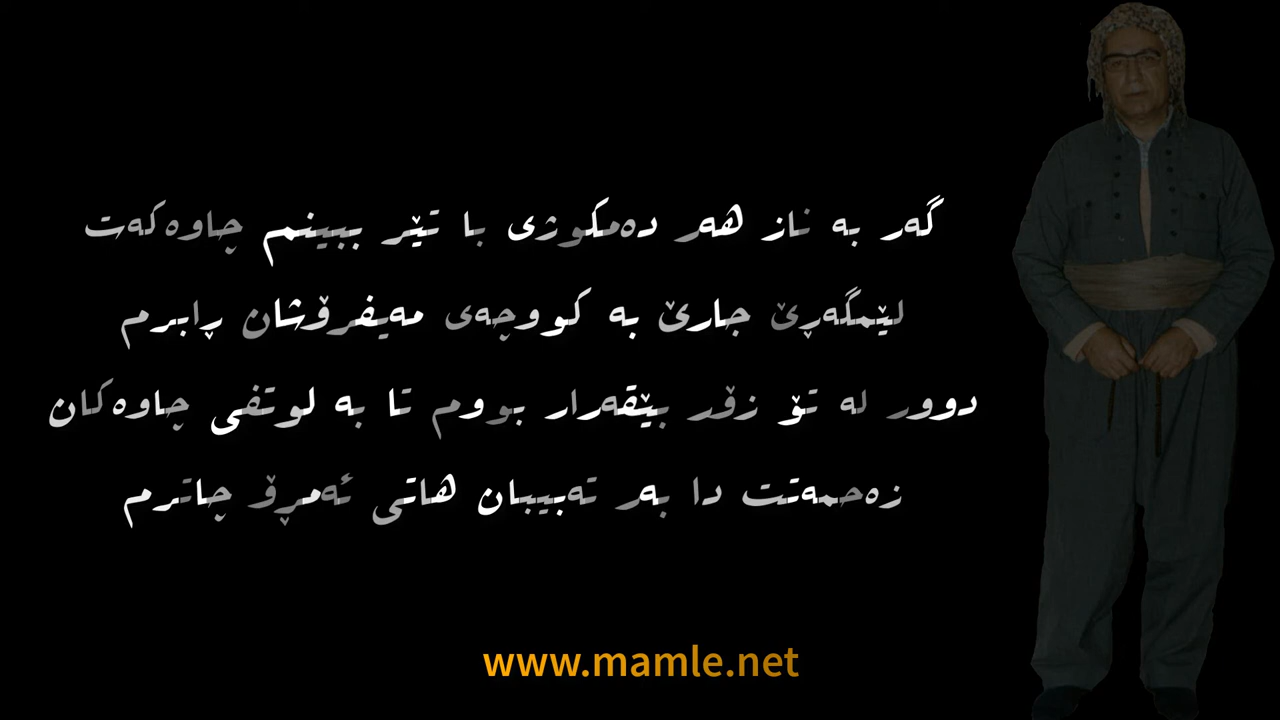 گەر بە ناز هەر دەمکوژی با تێر ببینم چاوەکەت
لێمگەڕێ جارێ بە کووچەی مەیفرۆشان ڕابرم
دوور لە تۆ زۆر بێقەرار بووم تا بە لوتفی چاوەکان
زەحمەتت دا بەر تەبیبان هاتی ئەمڕۆ چاترم
www.mamle.net